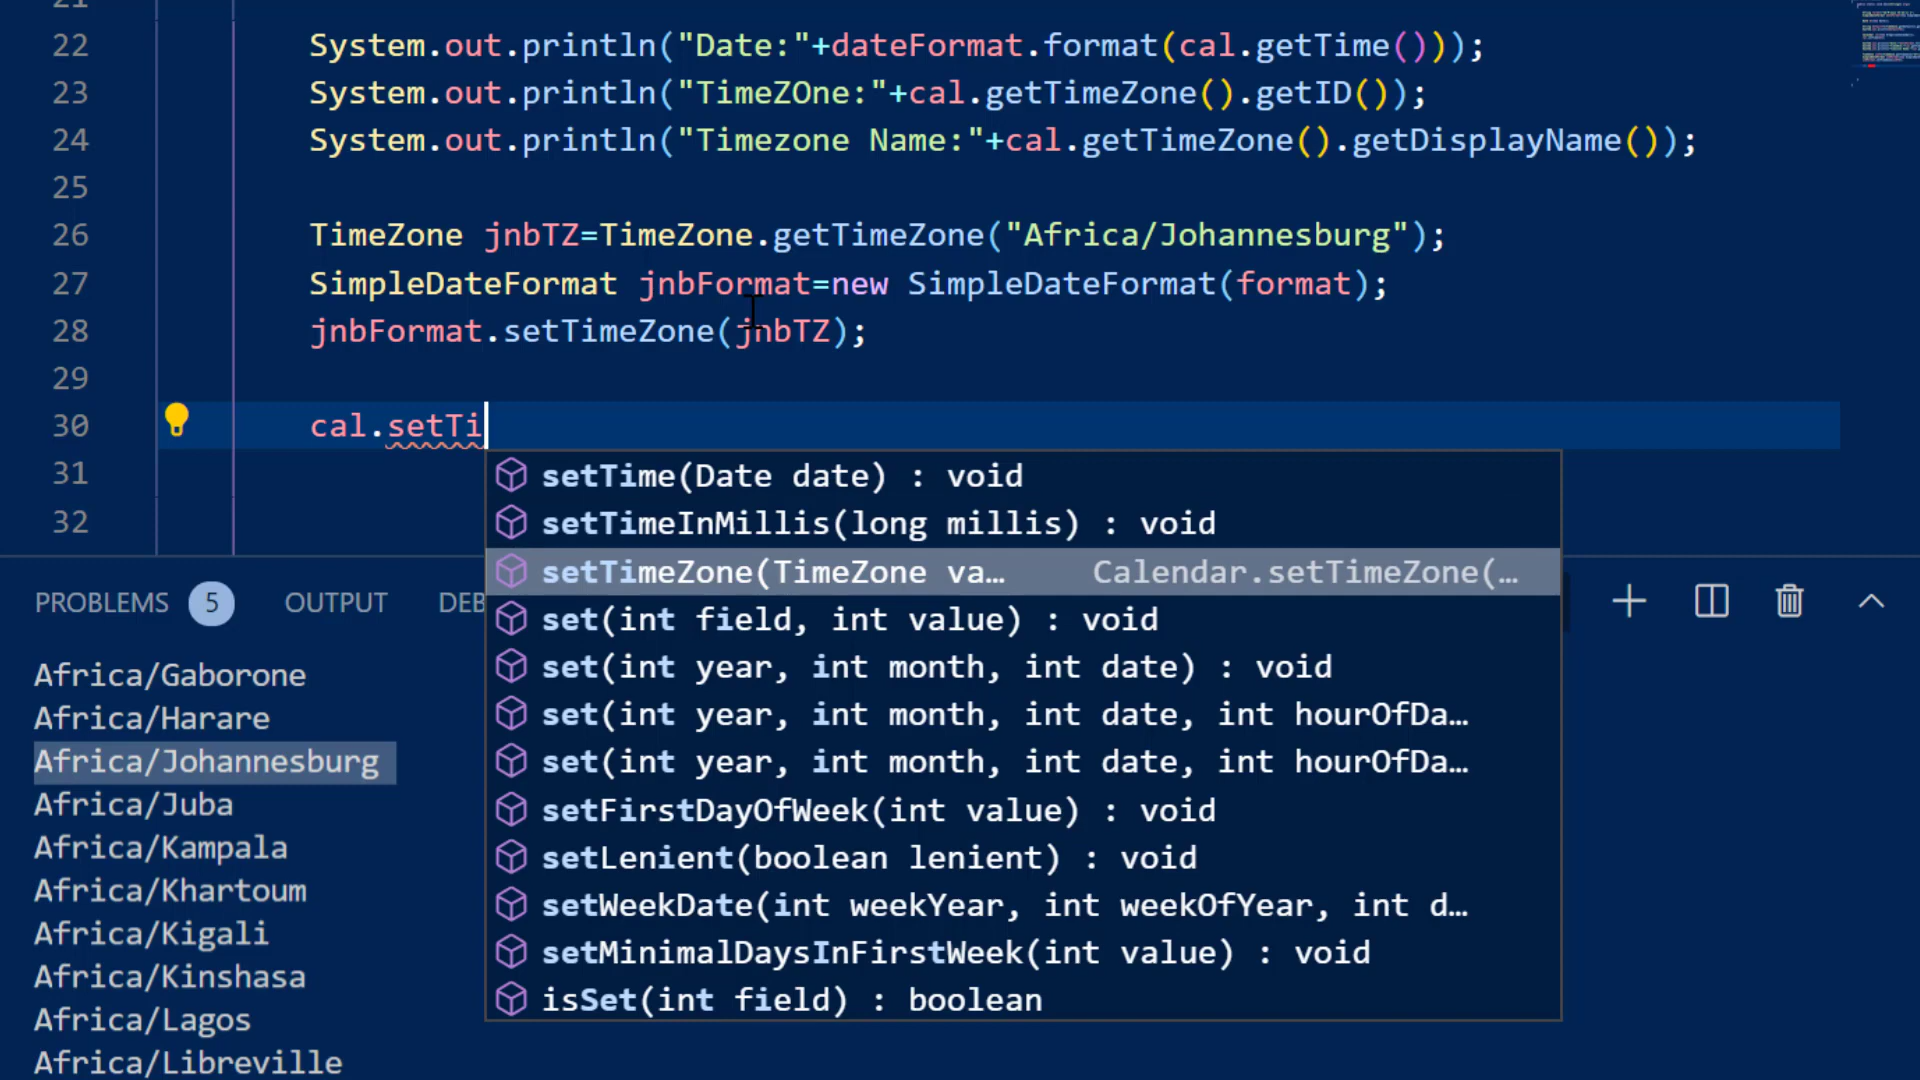 21
22 System.out.println("Date:"+dateFormat.format(cal.getTime()));
23 System.out.println("TimeZOne:"+cal.getTimeZone().getID());
24 System.out.println("Timezone Name:"+cal.getTimeZone().getDisplayName());
25
26 TimeZone jnbTZ=TimeZone.getTimeZone("Africa/Johannesburg");
27 SimpleDateFormat jnbFormat=new SimpleDateFormat(format);
28 jnbFormat.setTimeZone(jnbTZ);
29
30 cal.setTi
31
32
setTime(Date date) : void
setTimeInMillis(long millis) : void
setTimeZone(TimeZone va… Calendar.setTimeZone(…
set(int field, int value) : void
set(int year, int month, int date) : void
set(int year, int month, int date, int hourOfDa…
set(int year, int month, int date, int hourOfDa…
setFirstDayOfWeek(int value) : void
setLenient(boolean lenient) : void
setWeekDate(int weekYear, int weekOfYear, int d…
setMinimalDaysInFirstWeek(int value) : void
isSet(int field) : boolean
PROBLEMS 5 OUTPUT DEB
Africa/Gaborone
Africa/Harare
Africa/Johannesburg
Africa/Juba
Africa/Kampala
Africa/Khartoum
Africa/Kigali
Africa/Kinshasa
Africa/Lagos
Africa/Libreville